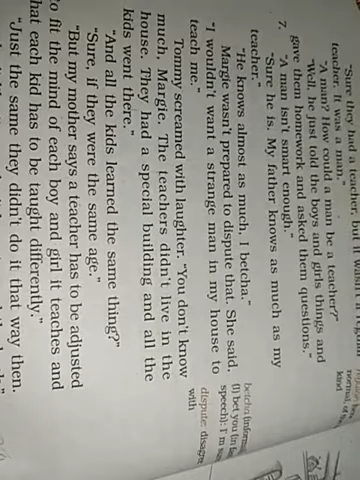 "Sure they had a teacher, but it
teacher. It was a man."
"A man? How could a man be a teacher?"
"Well, he just told the boys and girls things and
gave them homework and asked them questions."
7. "A man isn't smart enough."
"Sure he is. My father knows as much as my
teacher."
"He knows almost as much, I betcha."
Margie wasn't prepared to dispute that. She said,
"I wouldn't want a strange man in my house to
teach me."
Tommy screamed with laughter. "You don't know
much, Margie. The teachers didn't live in the
house. They had a special building and all the
kids went there."
"And all the kids learned the same thing?"
"Sure, if they were the same age."
"But my mother says a teacher has to be adjusted
to fit the mind of each boy and girl it teaches and
that each kid has to be taught differently."
"Just the same they didn't do it that way then.
normal, of
kind
betcha (informal
(I) bet you (in
speech): I'm
dispute: disagree
with